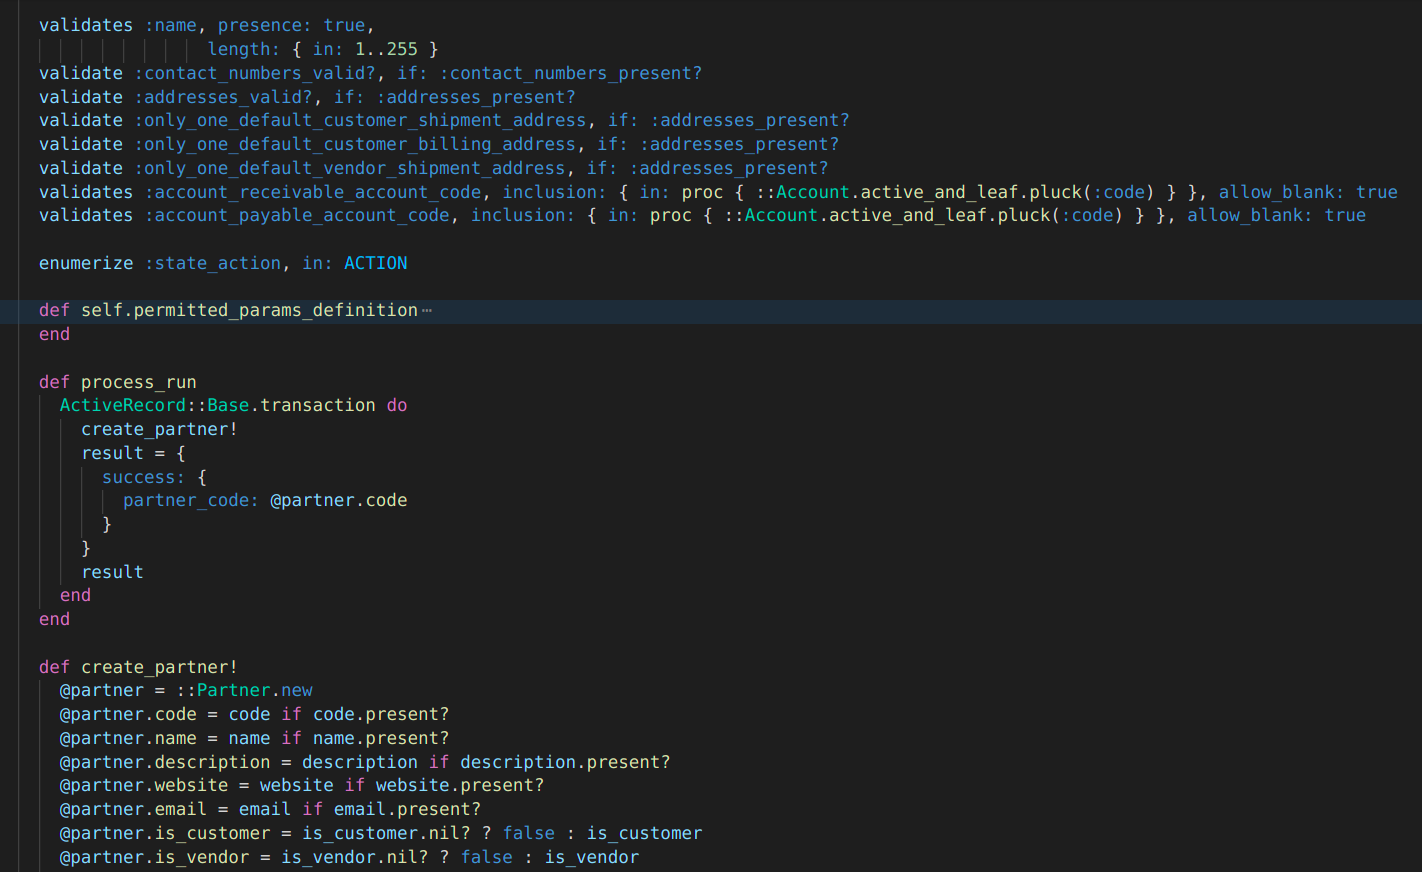 validates :name, presence: true,
length: { in: 1..255 }
validate :contact_numbers_valid?, if: :contact_numbers_present?
validate :addresses_valid?, if: :addresses_present?
validate :only_one_default_customer_shipment_address, if: :addresses_present?
validate :only_one_default_customer_billing_address, if: :addresses_present?
validate :only_one_default_vendor_shipment_address, if: :addresses_present?
validates :account_receivable_account_code, inclusion: { in: proc { ::Account.active_and_leaf.pluck(:code) } }, allow_blank: true
validates :account_payable_account_code, inclusion: { in: proc { ::Account.active_and_leaf.pluck(:code) } }, allow_blank: true
enumerize :state_action, in: ACTION
def self.permitted_params_definition…
end
def process_run
ActiveRecord::Base.transaction do
create_partner!
result = {
success: {
partner_code: @partner.code
}
}
result
end
end
def create_partner!
@partner = ::Partner.new
@partner.code = code if code.present?
@partner.name = name if name.present?
@partner.description = description if description.present?
@partner.website = website if website.present?
@partner.email = email if email.present?
@partner.is_customer = is_customer.nil? ? false : is_customer
@partner.is_vendor = is_vendor.nil? ? false : is_vendor